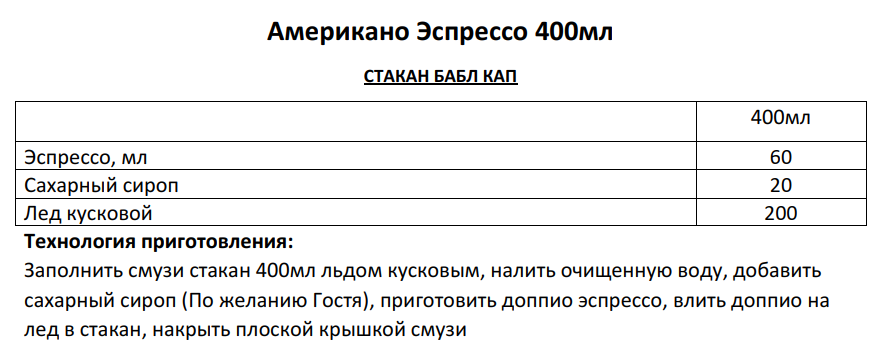 Американо Эспрессо 400мл
СТАКАН БАБЛ КАП
400мл
Эспрессо, мл 60
Сахарный сироп 20
Лед кусковой 200
Технология приготовления:
Заполнить смузи стакан 400мл льдом кусковым, налить очищенную воду, добавить
сахарный сироп (По желанию Гостя), приготовить доппио эспрессо, влить доппио на
лед в стакан, накрыть плоской крышкой смузи